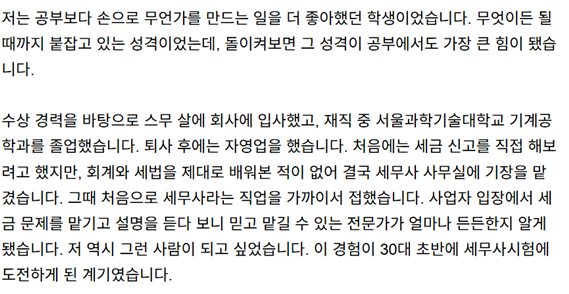 저는 공부보다 손으로 무언가를 만드는 일을 더 좋아했던 학생이었습니다. 무엇이든 될
때까지 붙잡고 있는 성격이었는데, 돌이켜보면 그 성격이 공부에서도 가장 큰 힘이 됐습
니다.
수상 경력을 바탕으로 스무 살에 회사에 입사했고, 재직 중 서울과학기술대학교 기계공
학과를 졸업했습니다. 퇴사 후에는 자영업을 했습니다. 처음에는 세금 신고를 직접 해보
려고 했지만, 회계와 세법을 제대로 배워본 적이 없어 결국 세무사 사무실에 기장을 맡
겼습니다. 그때 처음으로 세무사라는 직업을 가까이서 접했습니다. 사업자 입장에서 세
금 문제를 맡기고 설명을 듣다 보니 믿고 맡길 수 있는 전문가가 얼마나 든든한지 알게
됐습니다. 저 역시 그런 사람이 되고 싶었습니다. 이 경험이 30대 초반에 세무사시험에
도전하게 된 계기였습니다.